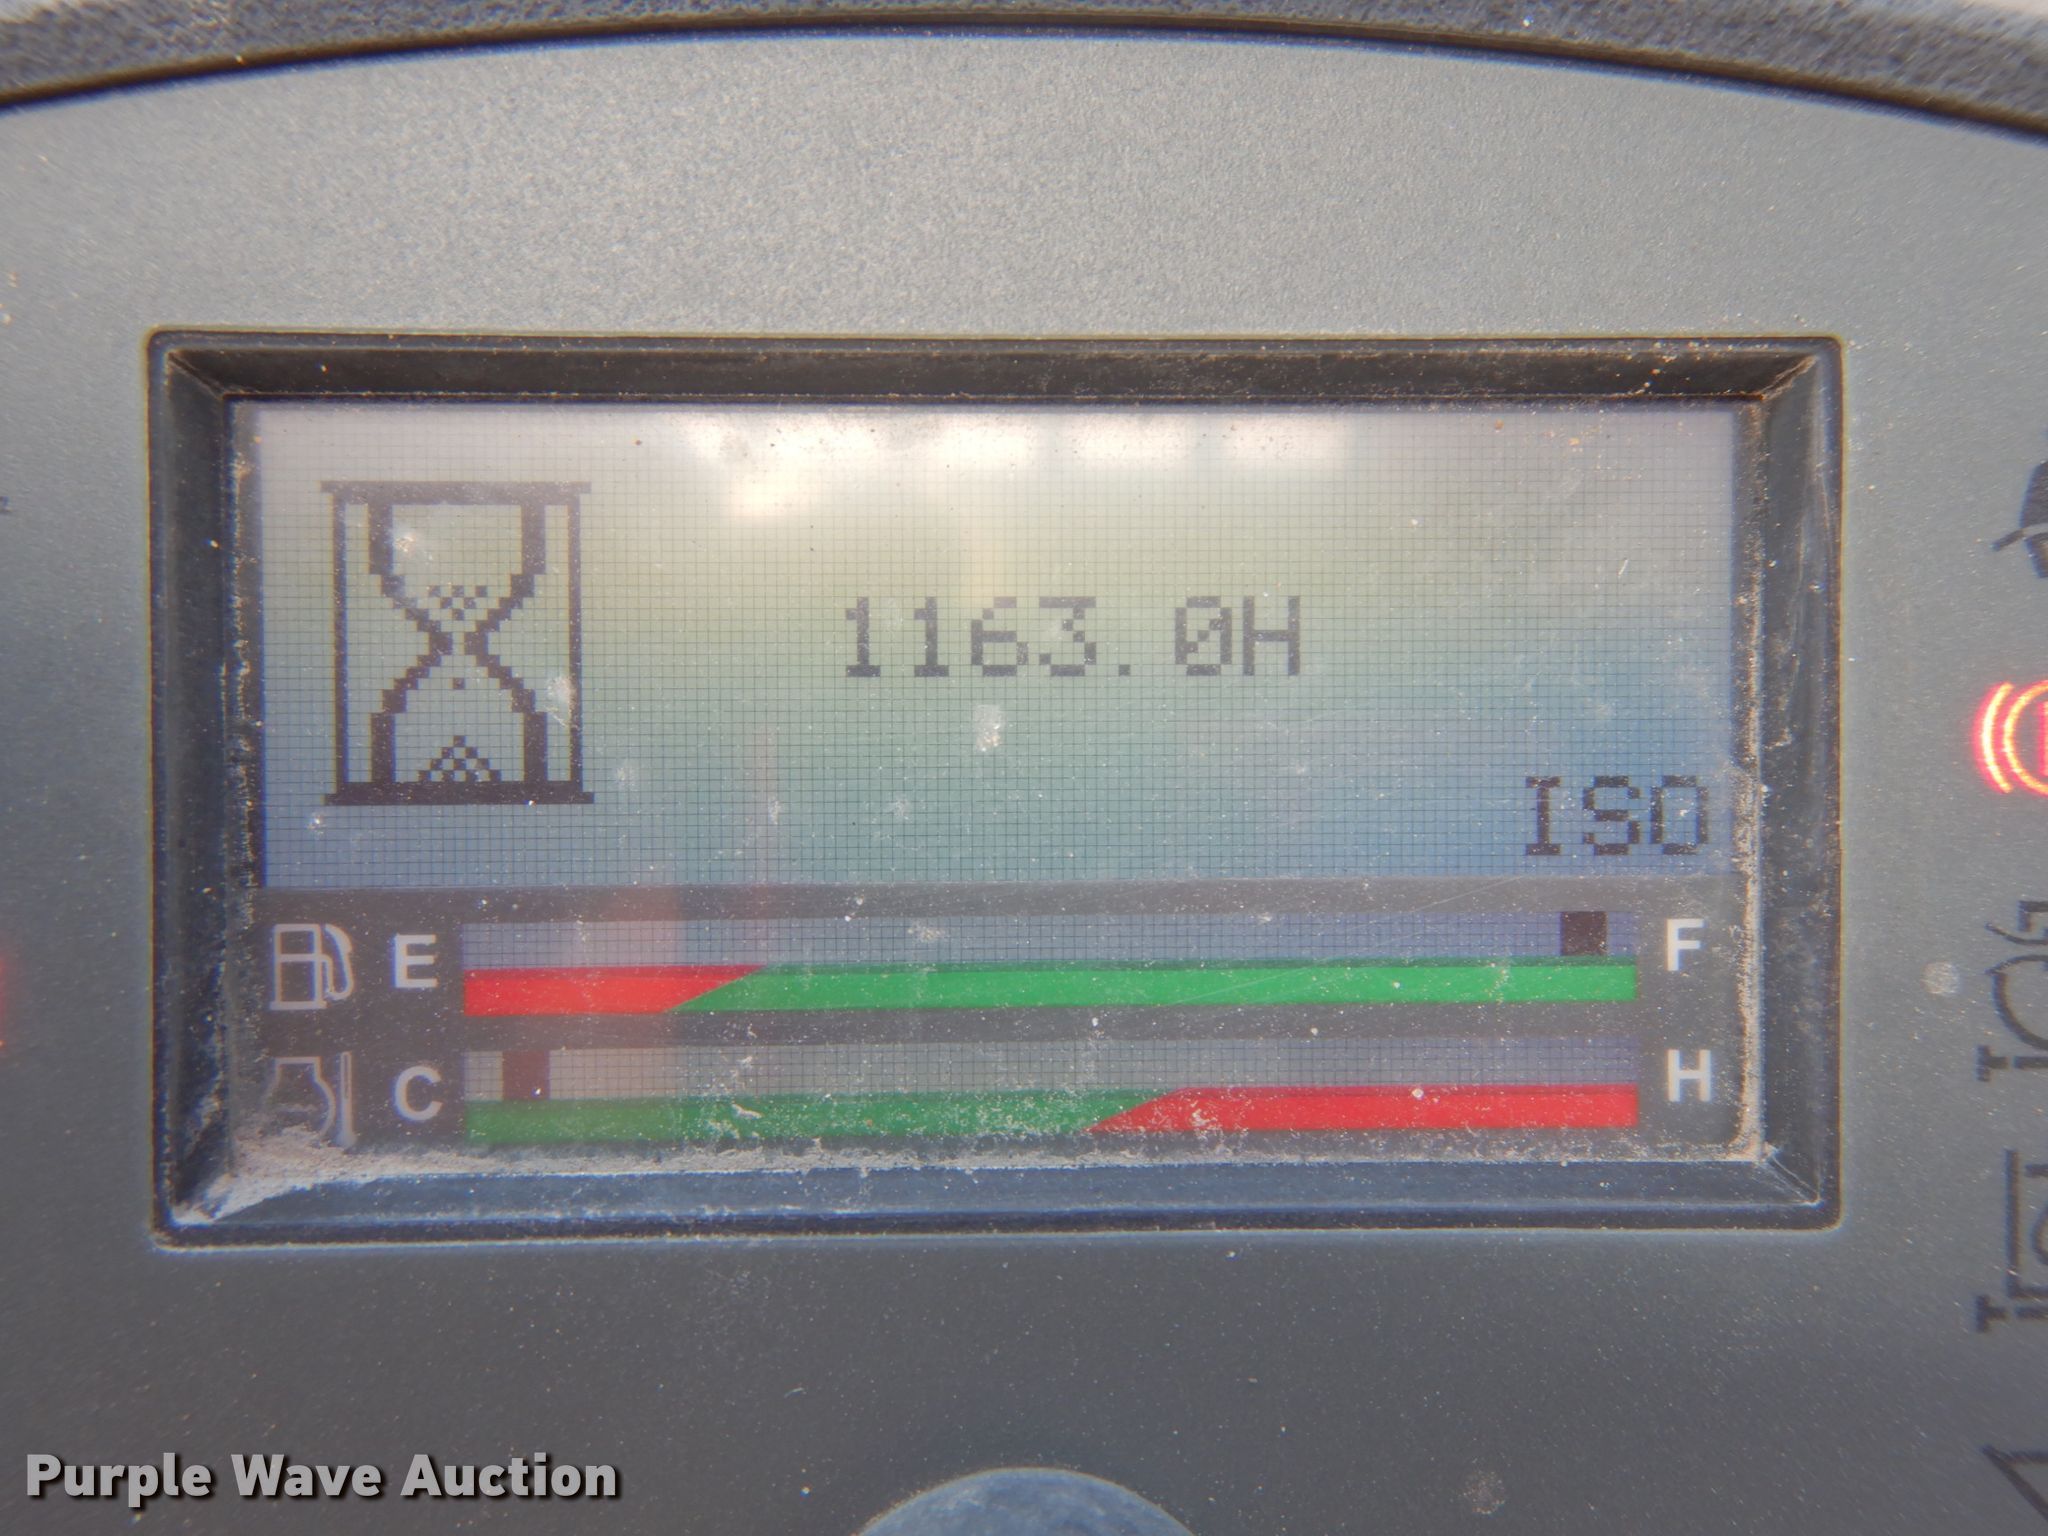 1163.0H
ISO
E F
C H
Purple Wave Auction